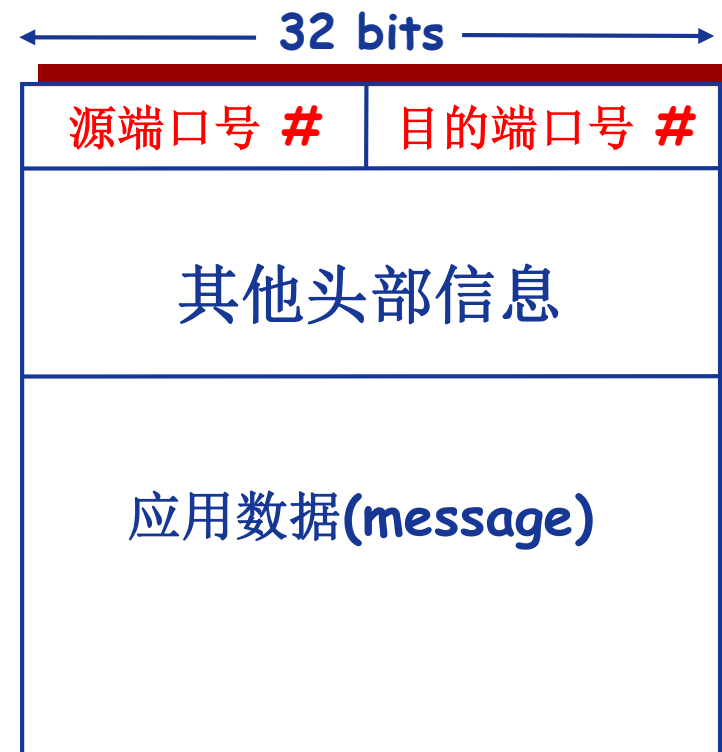 32 bits
源端口号 # 目的端口号 #
其他头部信息
应用数据(message)